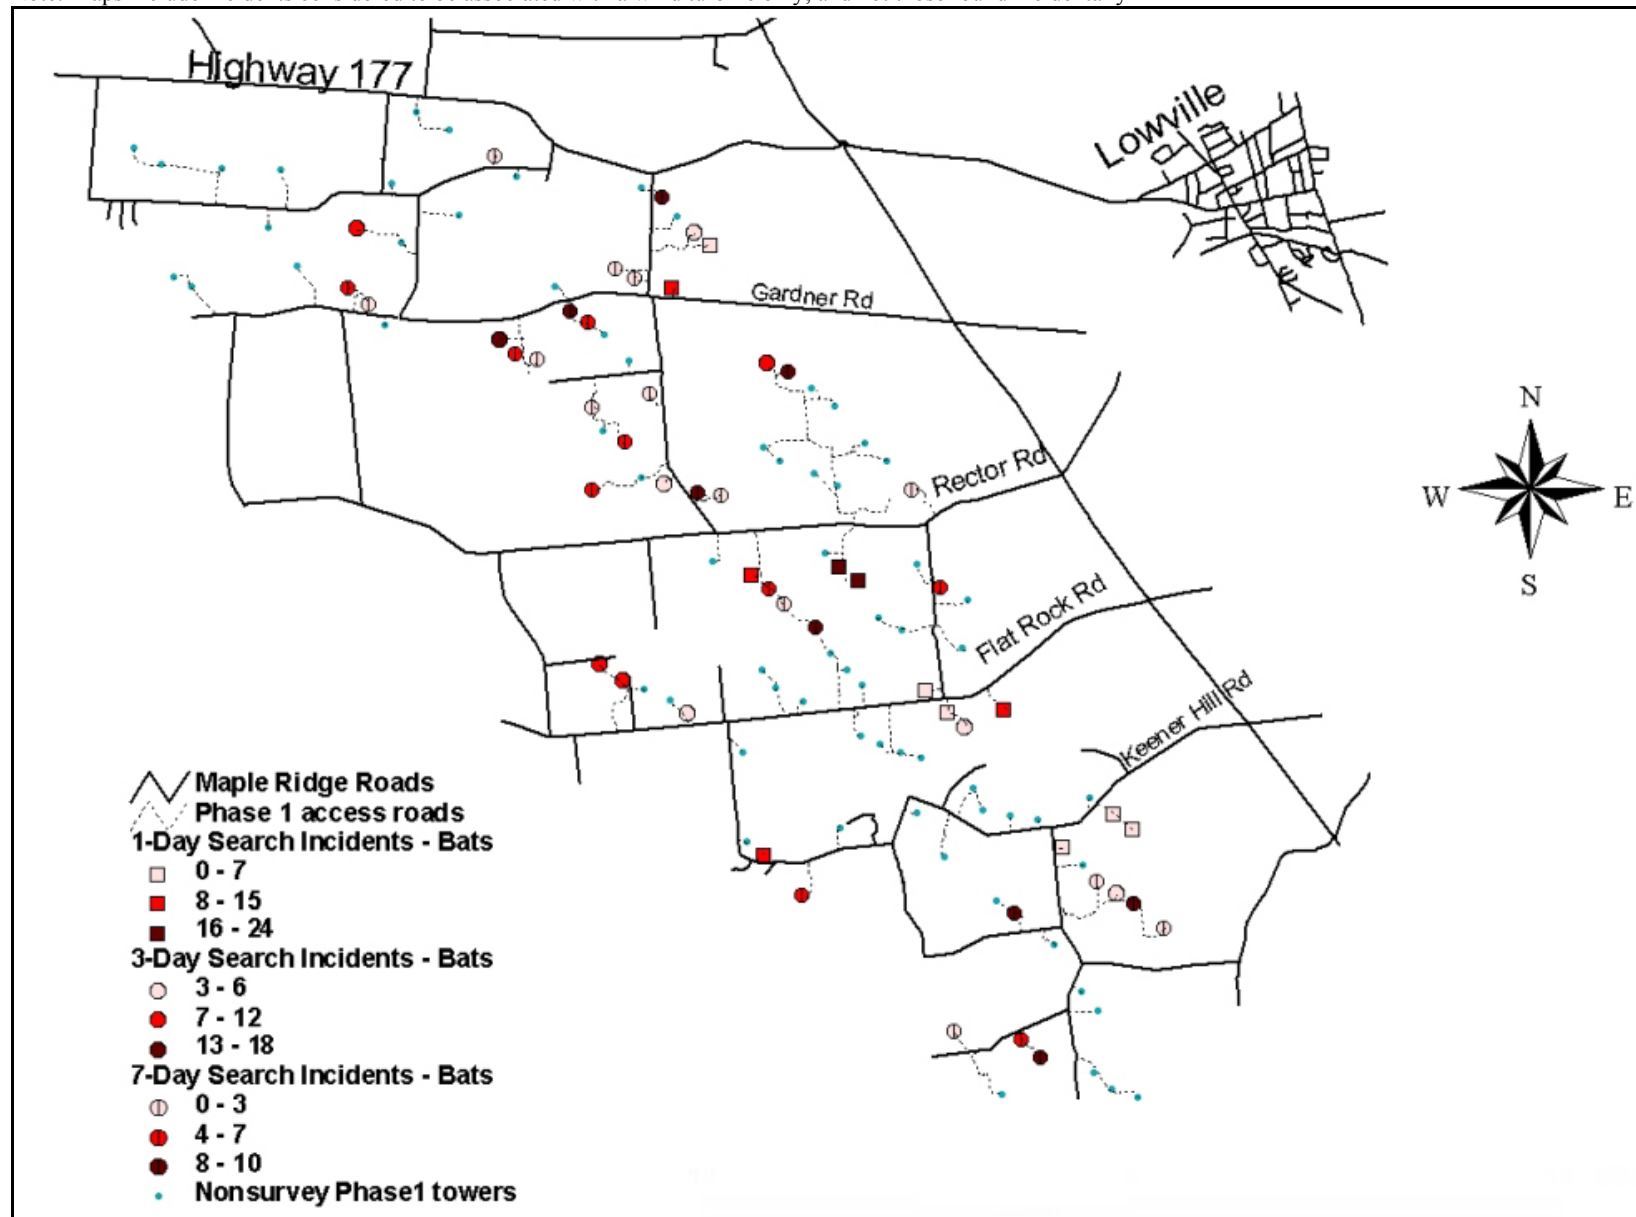 Highway 177
Lowville
Gardner Rd
N
Rector Rd
W
E
S
Flat Rock Rd
Keener Hill Rd
Maple Ridge Roads
Phase 1 access roads
1-Day Search Incidents - Bats
0 - 7
8 - 15
16 - 24
3-Day Search Incidents - Bats
3 - 6
7 - 12
13 - 18
7-Day Search Incidents - Bats
0 - 3
4 - 7
8 - 10
Nonsurvey Phase1 towers